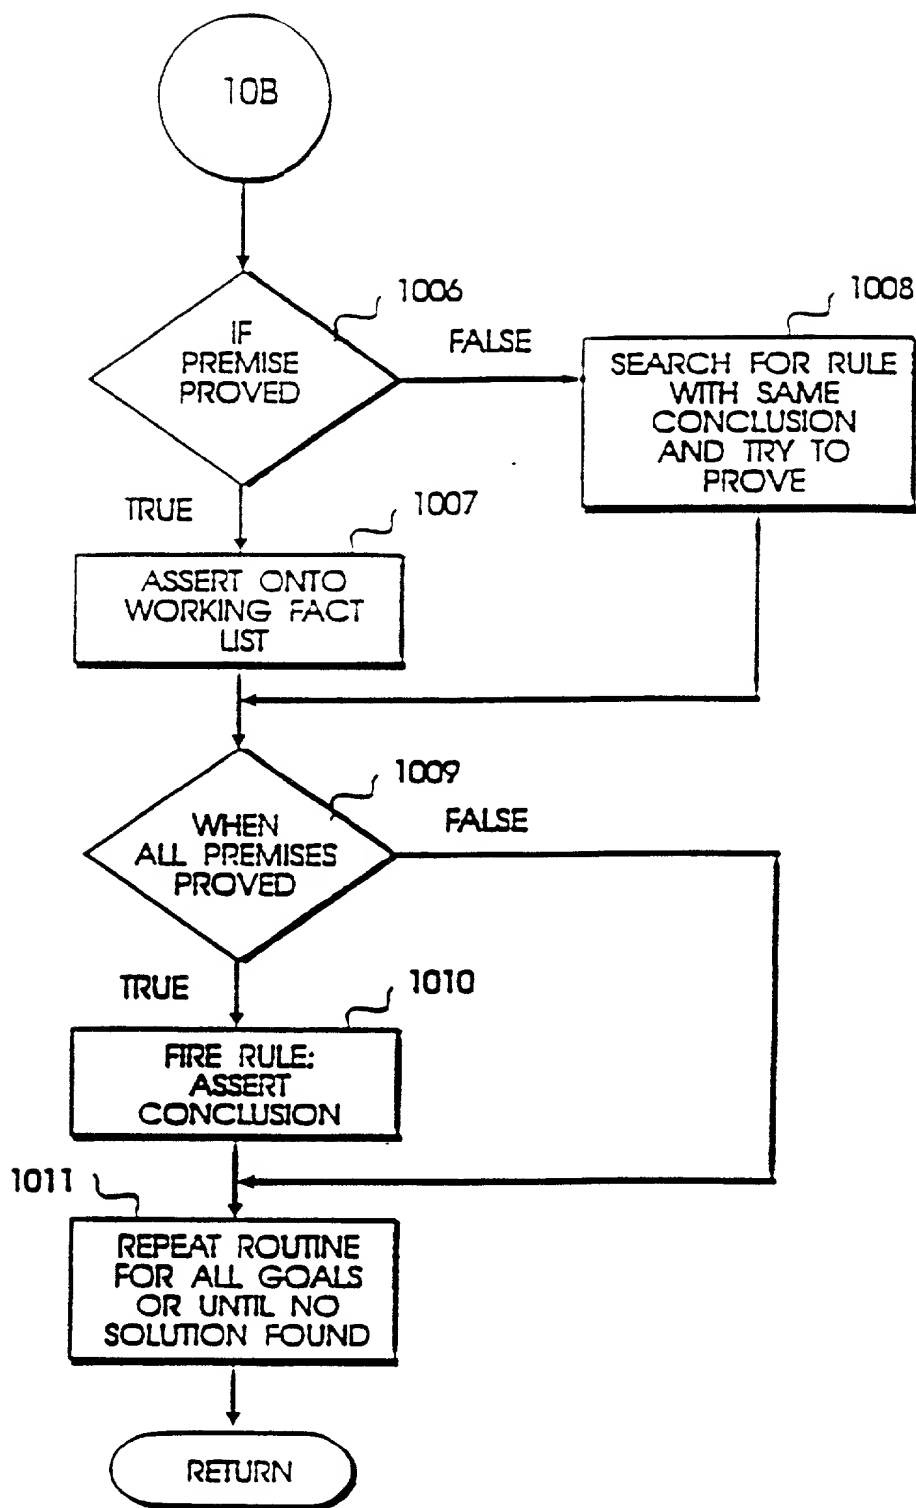 10B
1006
IF
PREMISE
PROVED
FALSE
1008
SEARCH FOR RULE
WITH SAME
CONCLUSION
AND TRY TO
PROVE
TRUE
1007
ASSERT ONTO
WORKING FACT
LIST
1009
WHEN
ALL PREMISES
PROVED
FALSE
TRUE
1010
FIRE RULE:
ASSERT
CONCLUSION
1011
REPEAT ROUTINE
FOR ALL GOALS
OR UNTIL NO
SOLUTION FOUND
RETURN